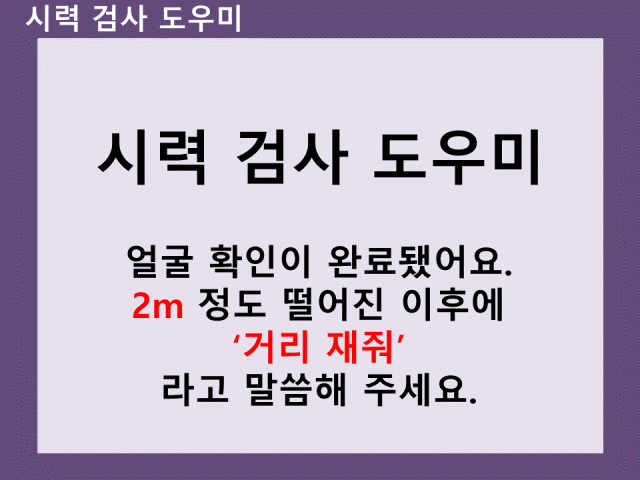 시력 검사 도우미
시력 검사 도우미
얼굴 확인이 완료됐어요.
2m 정도 떨어진 이후에
‘거리 재줘’
라고 말씀해 주세요.